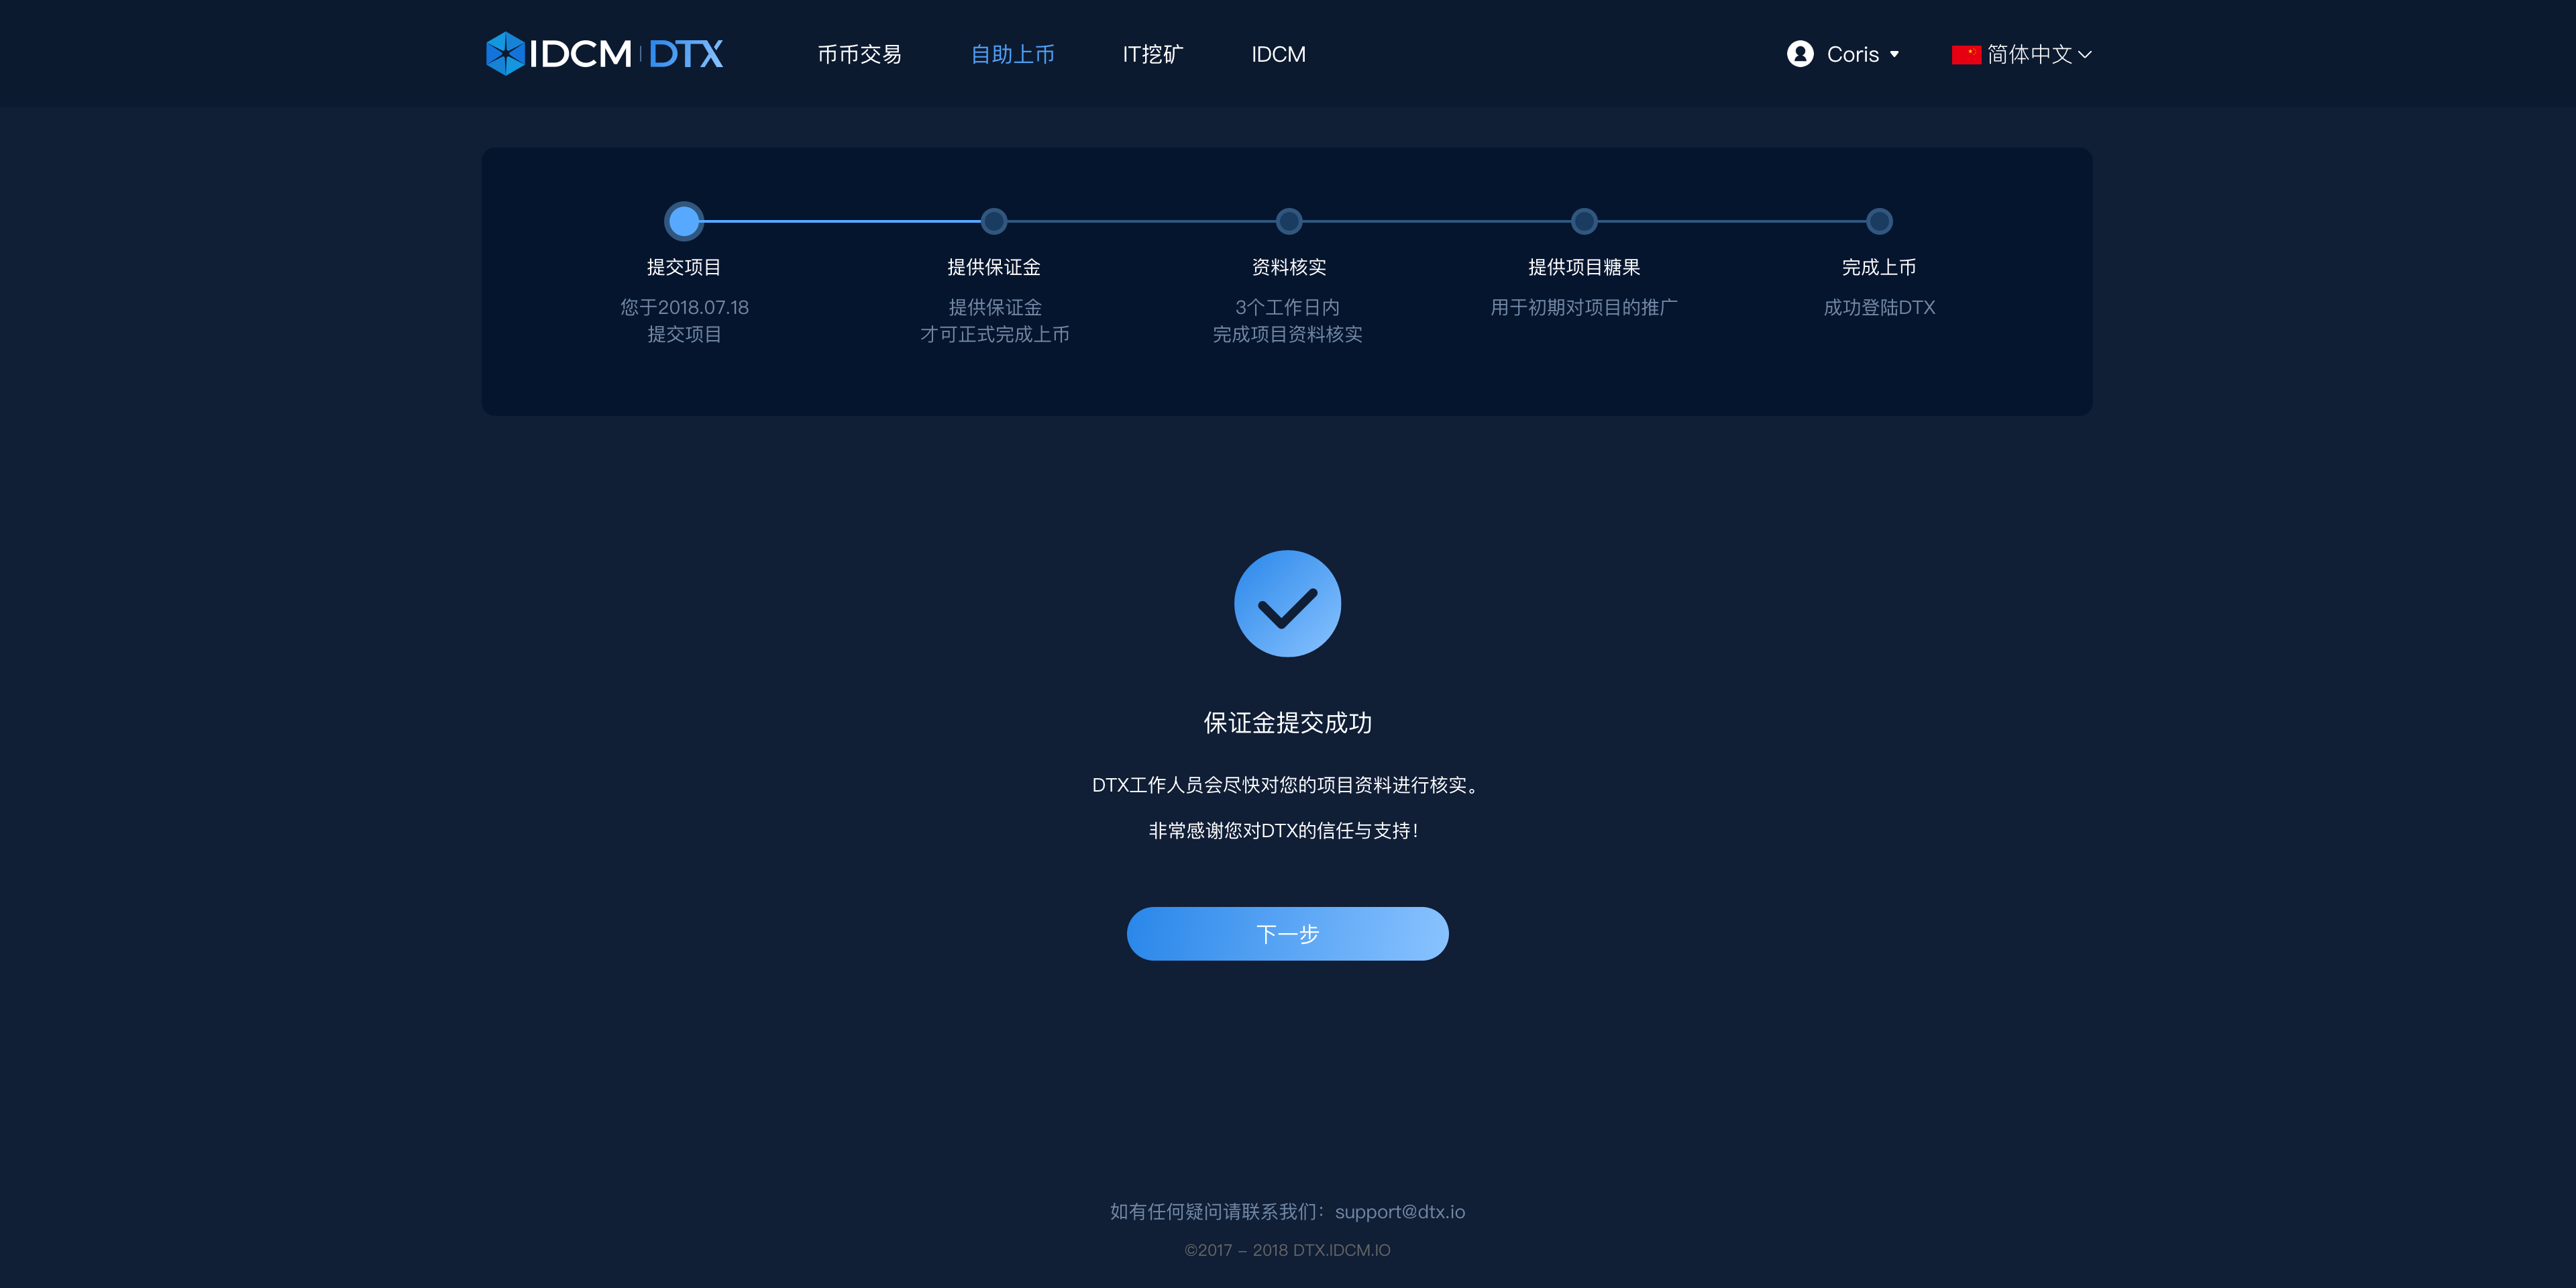 IDCM | DTX
币币交易
自助上币
IT挖矿
IDCM
Coris
简体中文
提交项目
您于2018.07.18
提交项目
提供保证金
提供保证金
才可正式完成上币
资料核实
3个工作日内
完成项目资料核实
提供项目糖果
用于初期对项目的推广
完成上币
成功登陆DTX
保证金提交成功
DTX工作人员会尽快对您的项目资料进行核实。
非常感谢您对DTX的信任与支持！
下一步
如有任何疑问请联系我们：support@dtx.io
©2017 – 2018 DTX.IDCM.IO